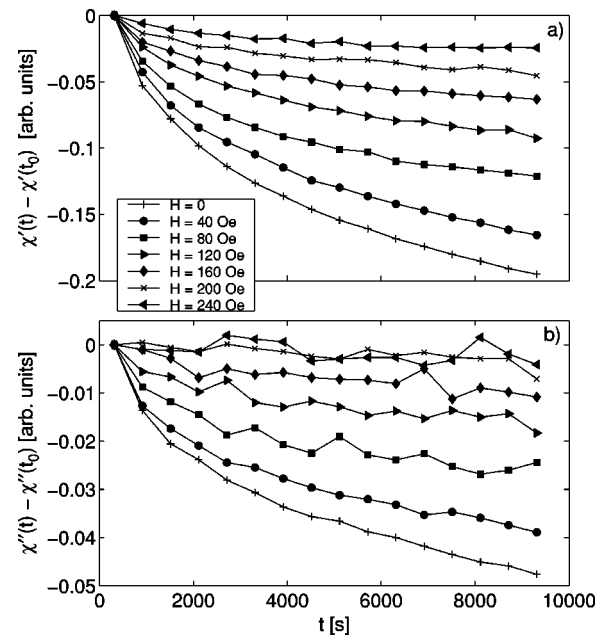 0
−0.05
−0.1
−0.15
−0.2
χ′(t) − χ′(t₀) [arb. units]
a)
H = 0
H = 40 Oe
H = 80 Oe
H = 120 Oe
H = 160 Oe
H = 200 Oe
H = 240 Oe
b)
0
−0.01
−0.02
−0.03
−0.04
−0.05
χ″(t) − χ″(t₀) [arb. units]
0 2000 4000 6000 8000 10000
t [s]